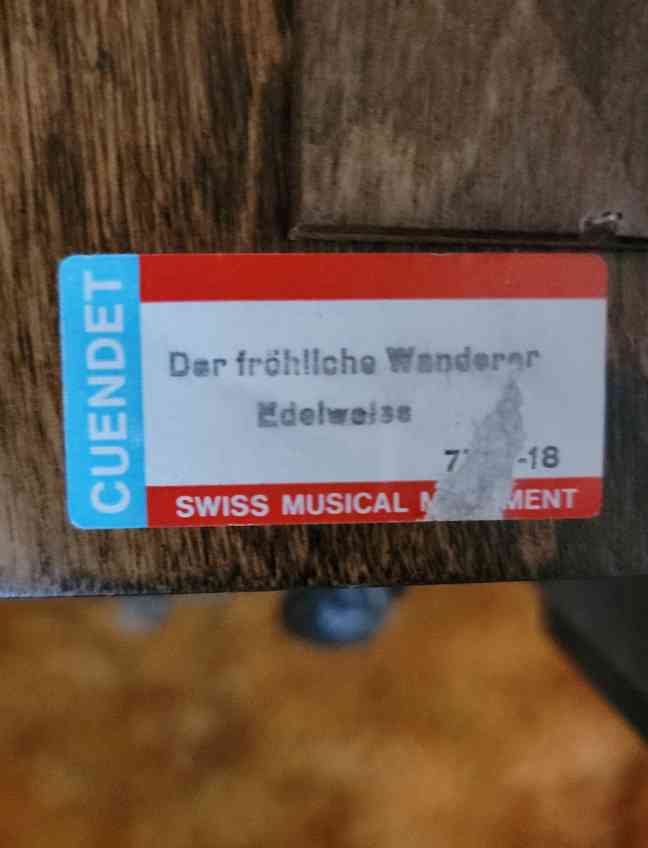 CUENDET
Der fröhliche Wanderer
Edelweiss
-18
SWISS MUSICAL